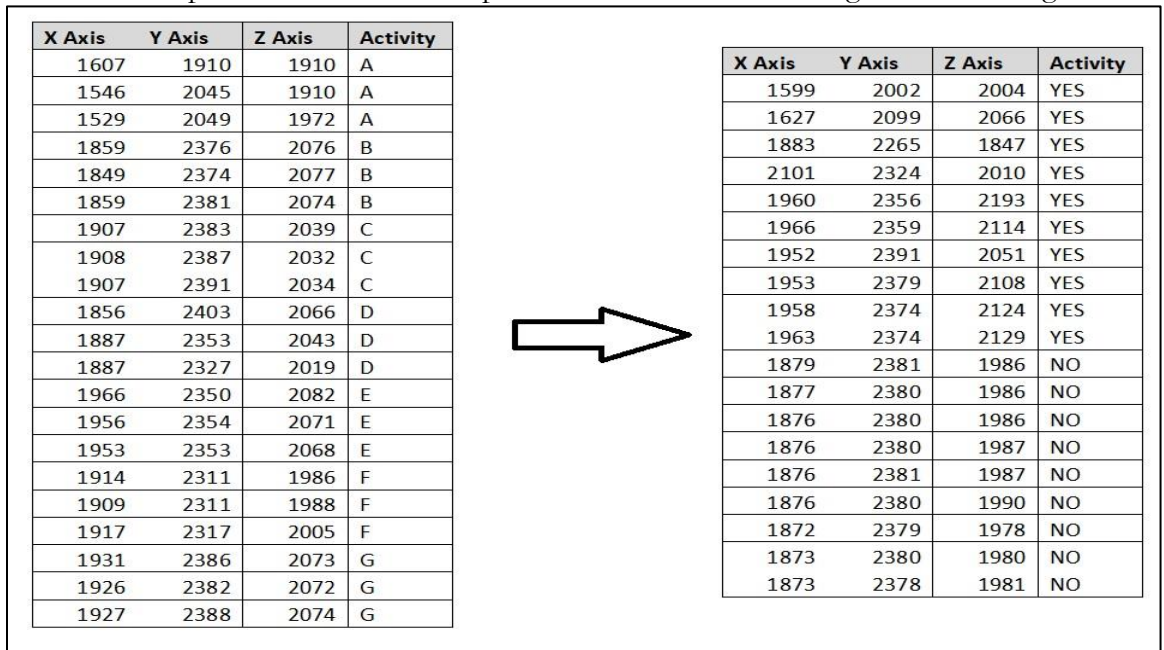 X Axis Y Axis Z Axis Activity
1607 1910 1910 A
1546 2045 1910 A
1529 2049 1972 A
1859 2376 2076 B
1849 2374 2077 B
1859 2381 2074 B
1907 2383 2039 C
1908 2387 2032 C
1907 2391 2034 C
1856 2403 2066 D
1887 2353 2043 D
1887 2327 2019 D
1966 2350 2082 E
1956 2354 2071 E
1953 2353 2068 E
1914 2311 1986 F
1909 2311 1988 F
1917 2317 2005 F
1931 2386 2073 G
1926 2382 2072 G
1927 2388 2074 G
X Axis Y Axis Z Axis Activity
1599 2002 2004 YES
1627 2099 2066 YES
1883 2265 1847 YES
2101 2324 2010 YES
1960 2356 2193 YES
1966 2359 2114 YES
1952 2391 2051 YES
1953 2379 2108 YES
1958 2374 2124 YES
1963 2374 2129 YES
1879 2381 1986 NO
1877 2380 1986 NO
1876 2380 1986 NO
1876 2380 1987 NO
1876 2381 1987 NO
1876 2380 1990 NO
1872 2379 1978 NO
1873 2380 1980 NO
1873 2378 1981 NO